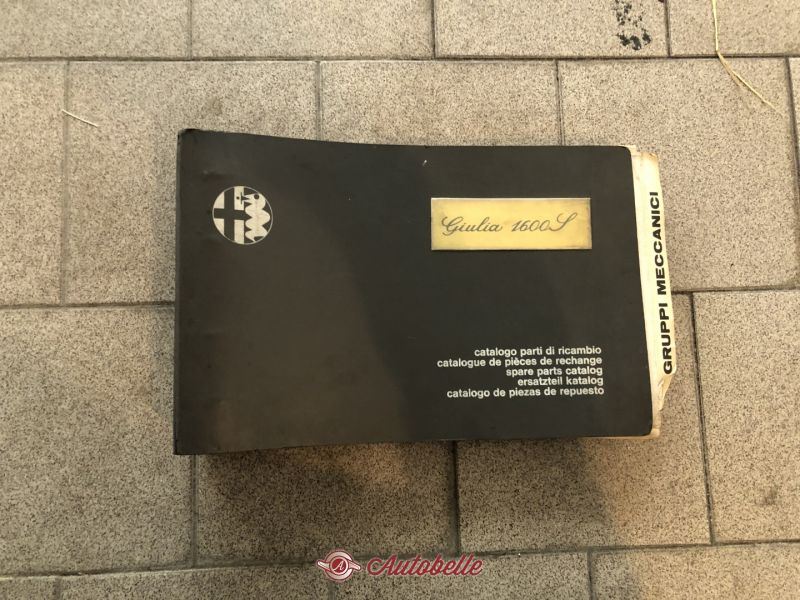 Giulia 1600S
catalogo parti di ricambio
catalogue de pièces de rechange
spare parts catalog
ersatzteil katalog
catalogo de piezas de repuesto
GRUPPI MECCANICI
Autobelle